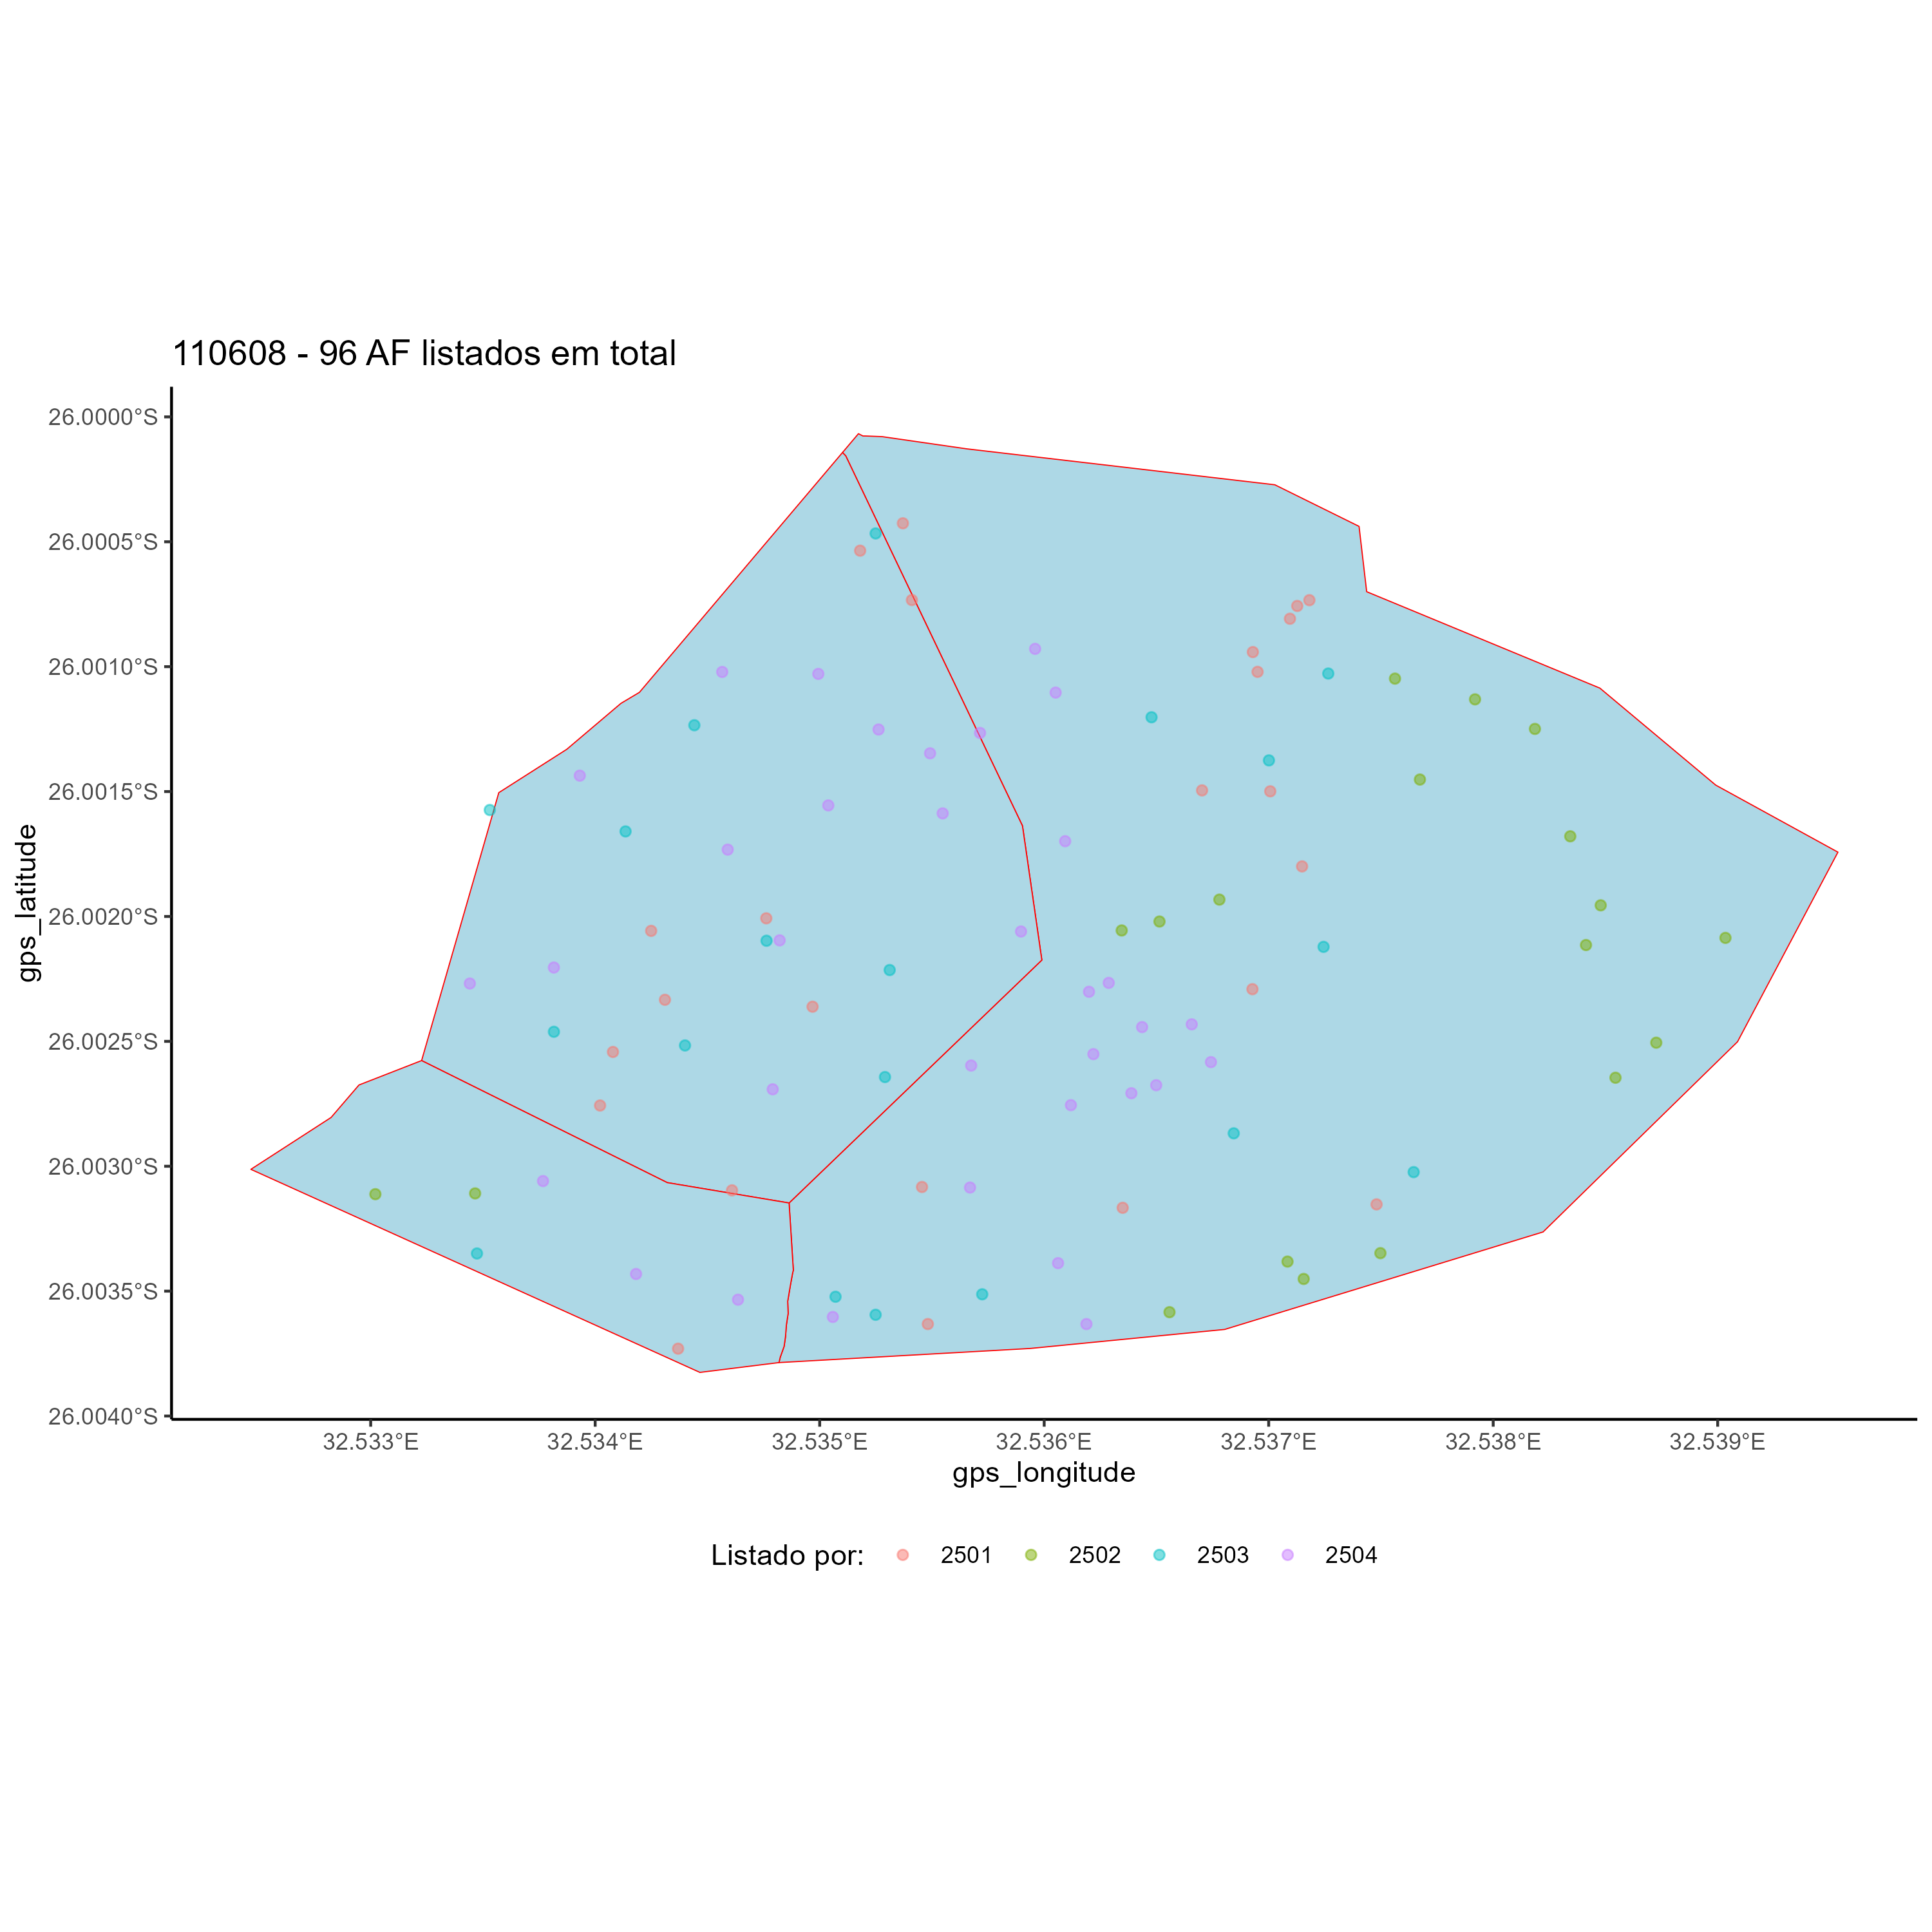 110608 - 96 AF listados em total
26.0000°S
26.0005°S
26.0010°S
26.0015°S
26.0020°S
26.0025°S
26.0030°S
26.0035°S
26.0040°S
gps_latitude
32.533°E 32.534°E 32.535°E 32.536°E 32.537°E 32.538°E 32.539°E
gps_longitude
Listado por: 2501 2502 2503 2504